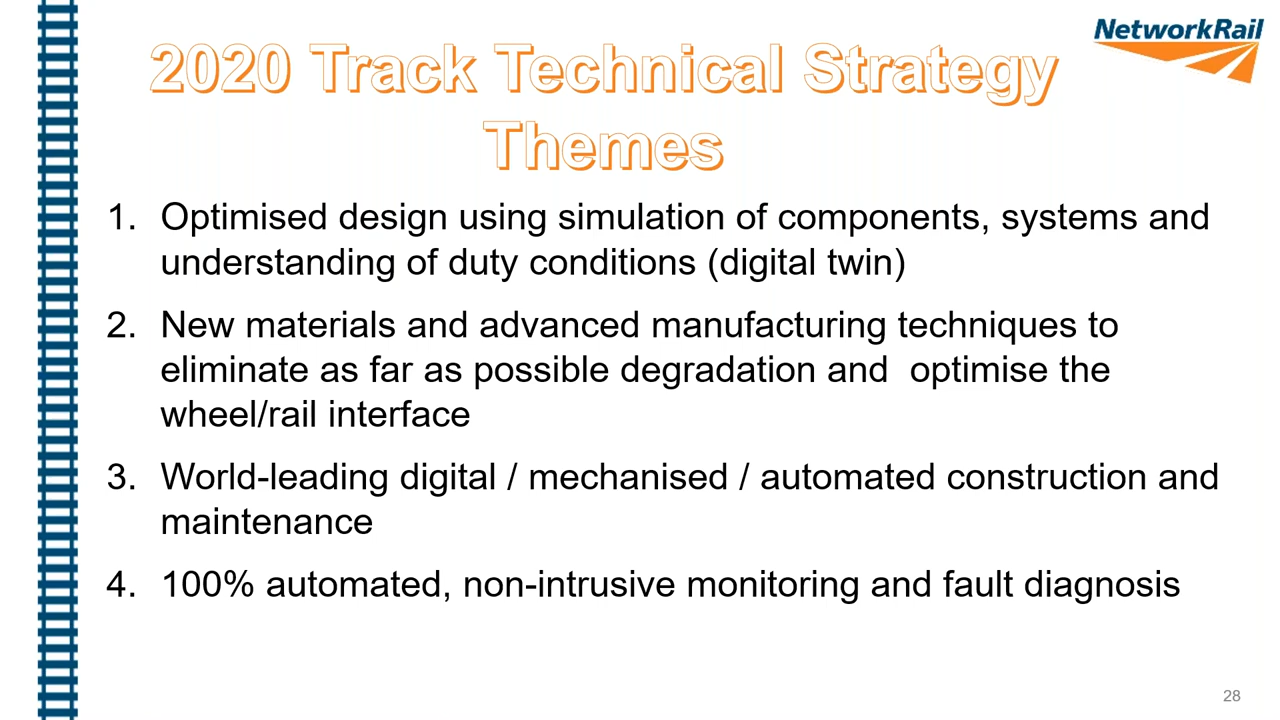 NetworkRail
2020 Track Technical Strategy
Themes
1. Optimised design using simulation of components, systems and
understanding of duty conditions (digital twin)
2. New materials and advanced manufacturing techniques to
eliminate as far as possible degradation and  optimise the
wheel/rail interface
3. World-leading digital / mechanised / automated construction and
maintenance
4. 100% automated, non-intrusive monitoring and fault diagnosis
28